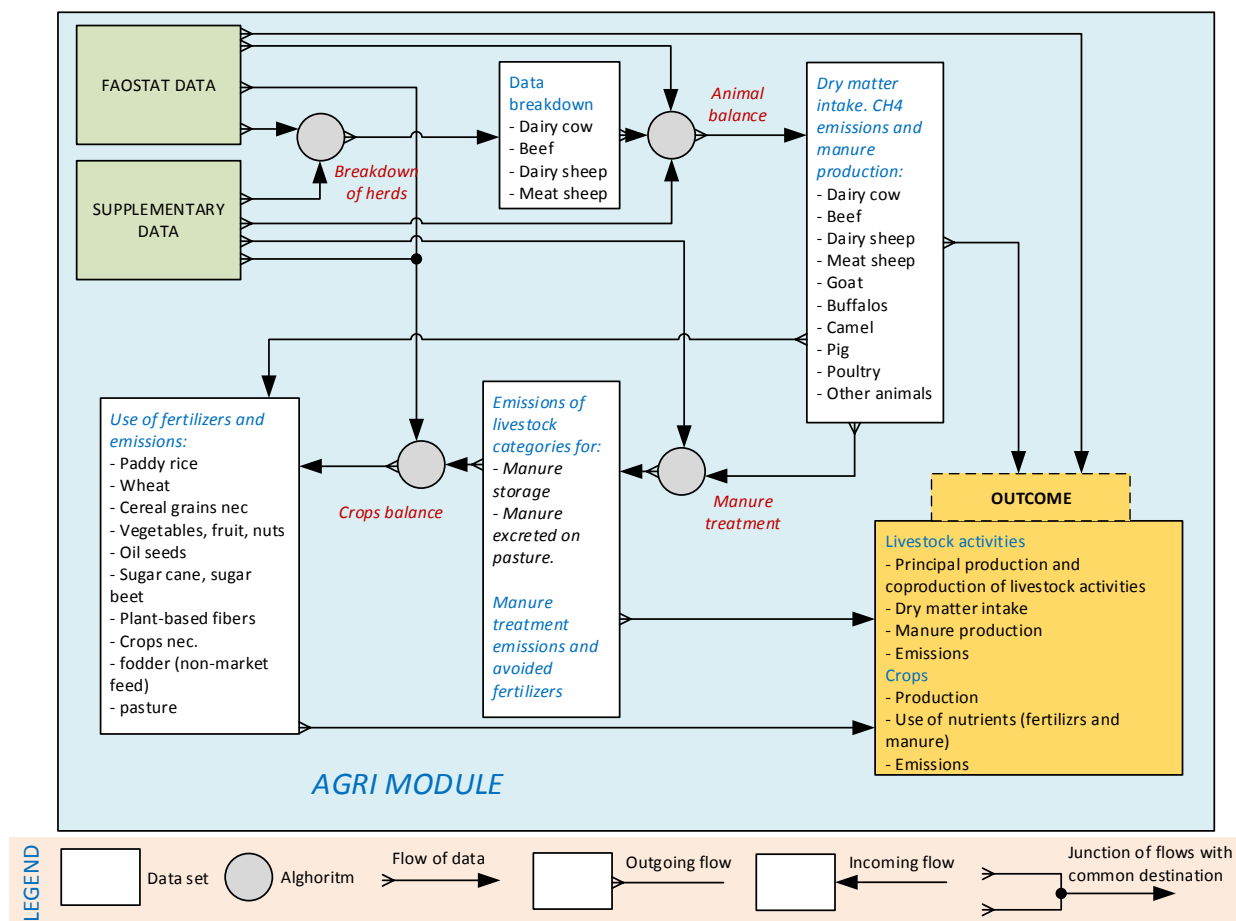 FAOSTAT DATA
SUPPLEMENTARY
DATA
Breakdown
of herds
Data
breakdown
- Dairy cow
- Beef
- Dairy sheep
- Meat sheep
Animal
balance
Dry matter
intake. CH4
emissions and
manure
production:
- Dairy cow
- Beef
- Dairy sheep
- Meat sheep
- Goat
- Buffalos
- Camel
- Pig
- Poultry
- Other animals
Use of fertilizers and
emissions:
- Paddy rice
- Wheat
- Cereal grains nec
- Vegetables, fruit, nuts
- Oil seeds
- Sugar cane, sugar
beet
- Plant-based fibers
- Crops nec.
- fodder (non-market
feed)
- pasture
Crops balance
Emissions of
livestock
categories for:
- Manure
storage
- Manure
excreted on
pasture.
Manure
treatment
emissions and
avoided
fertilizers
Manure
treatment
OUTCOME
Livestock activities
- Principal production and
coproduction of livestock activities
- Dry matter intake
- Manure production
- Emissions
Crops
- Production
- Use of nutrients (fertilizrs and
manure)
- Emissions
AGRI MODULE
LEGEND
Data set
Alghoritm
Flow of data
Outgoing flow
Incoming flow
Junction of flows with
common destination